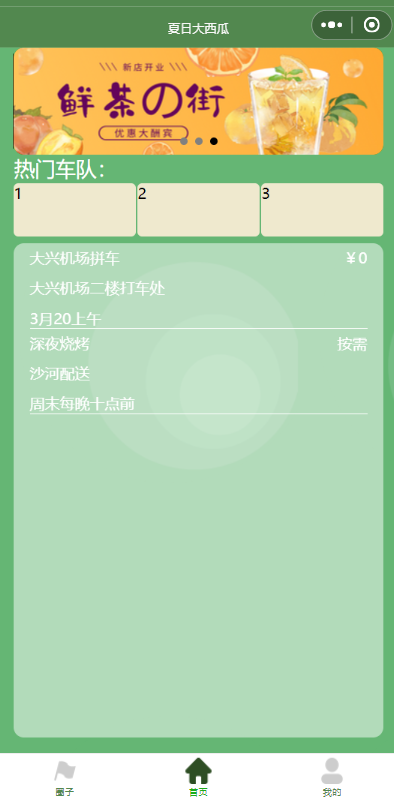 夏日大西瓜
\\\ 新店开业 \\\
鲜茶の街
优惠大酬宾
热门车队：
1 2 3
大兴机场拼车 ￥0
大兴机场二楼打车处
3月20上午
深夜烧烤 按需
沙河配送
周末每晚十点前
圈子 首页 我的